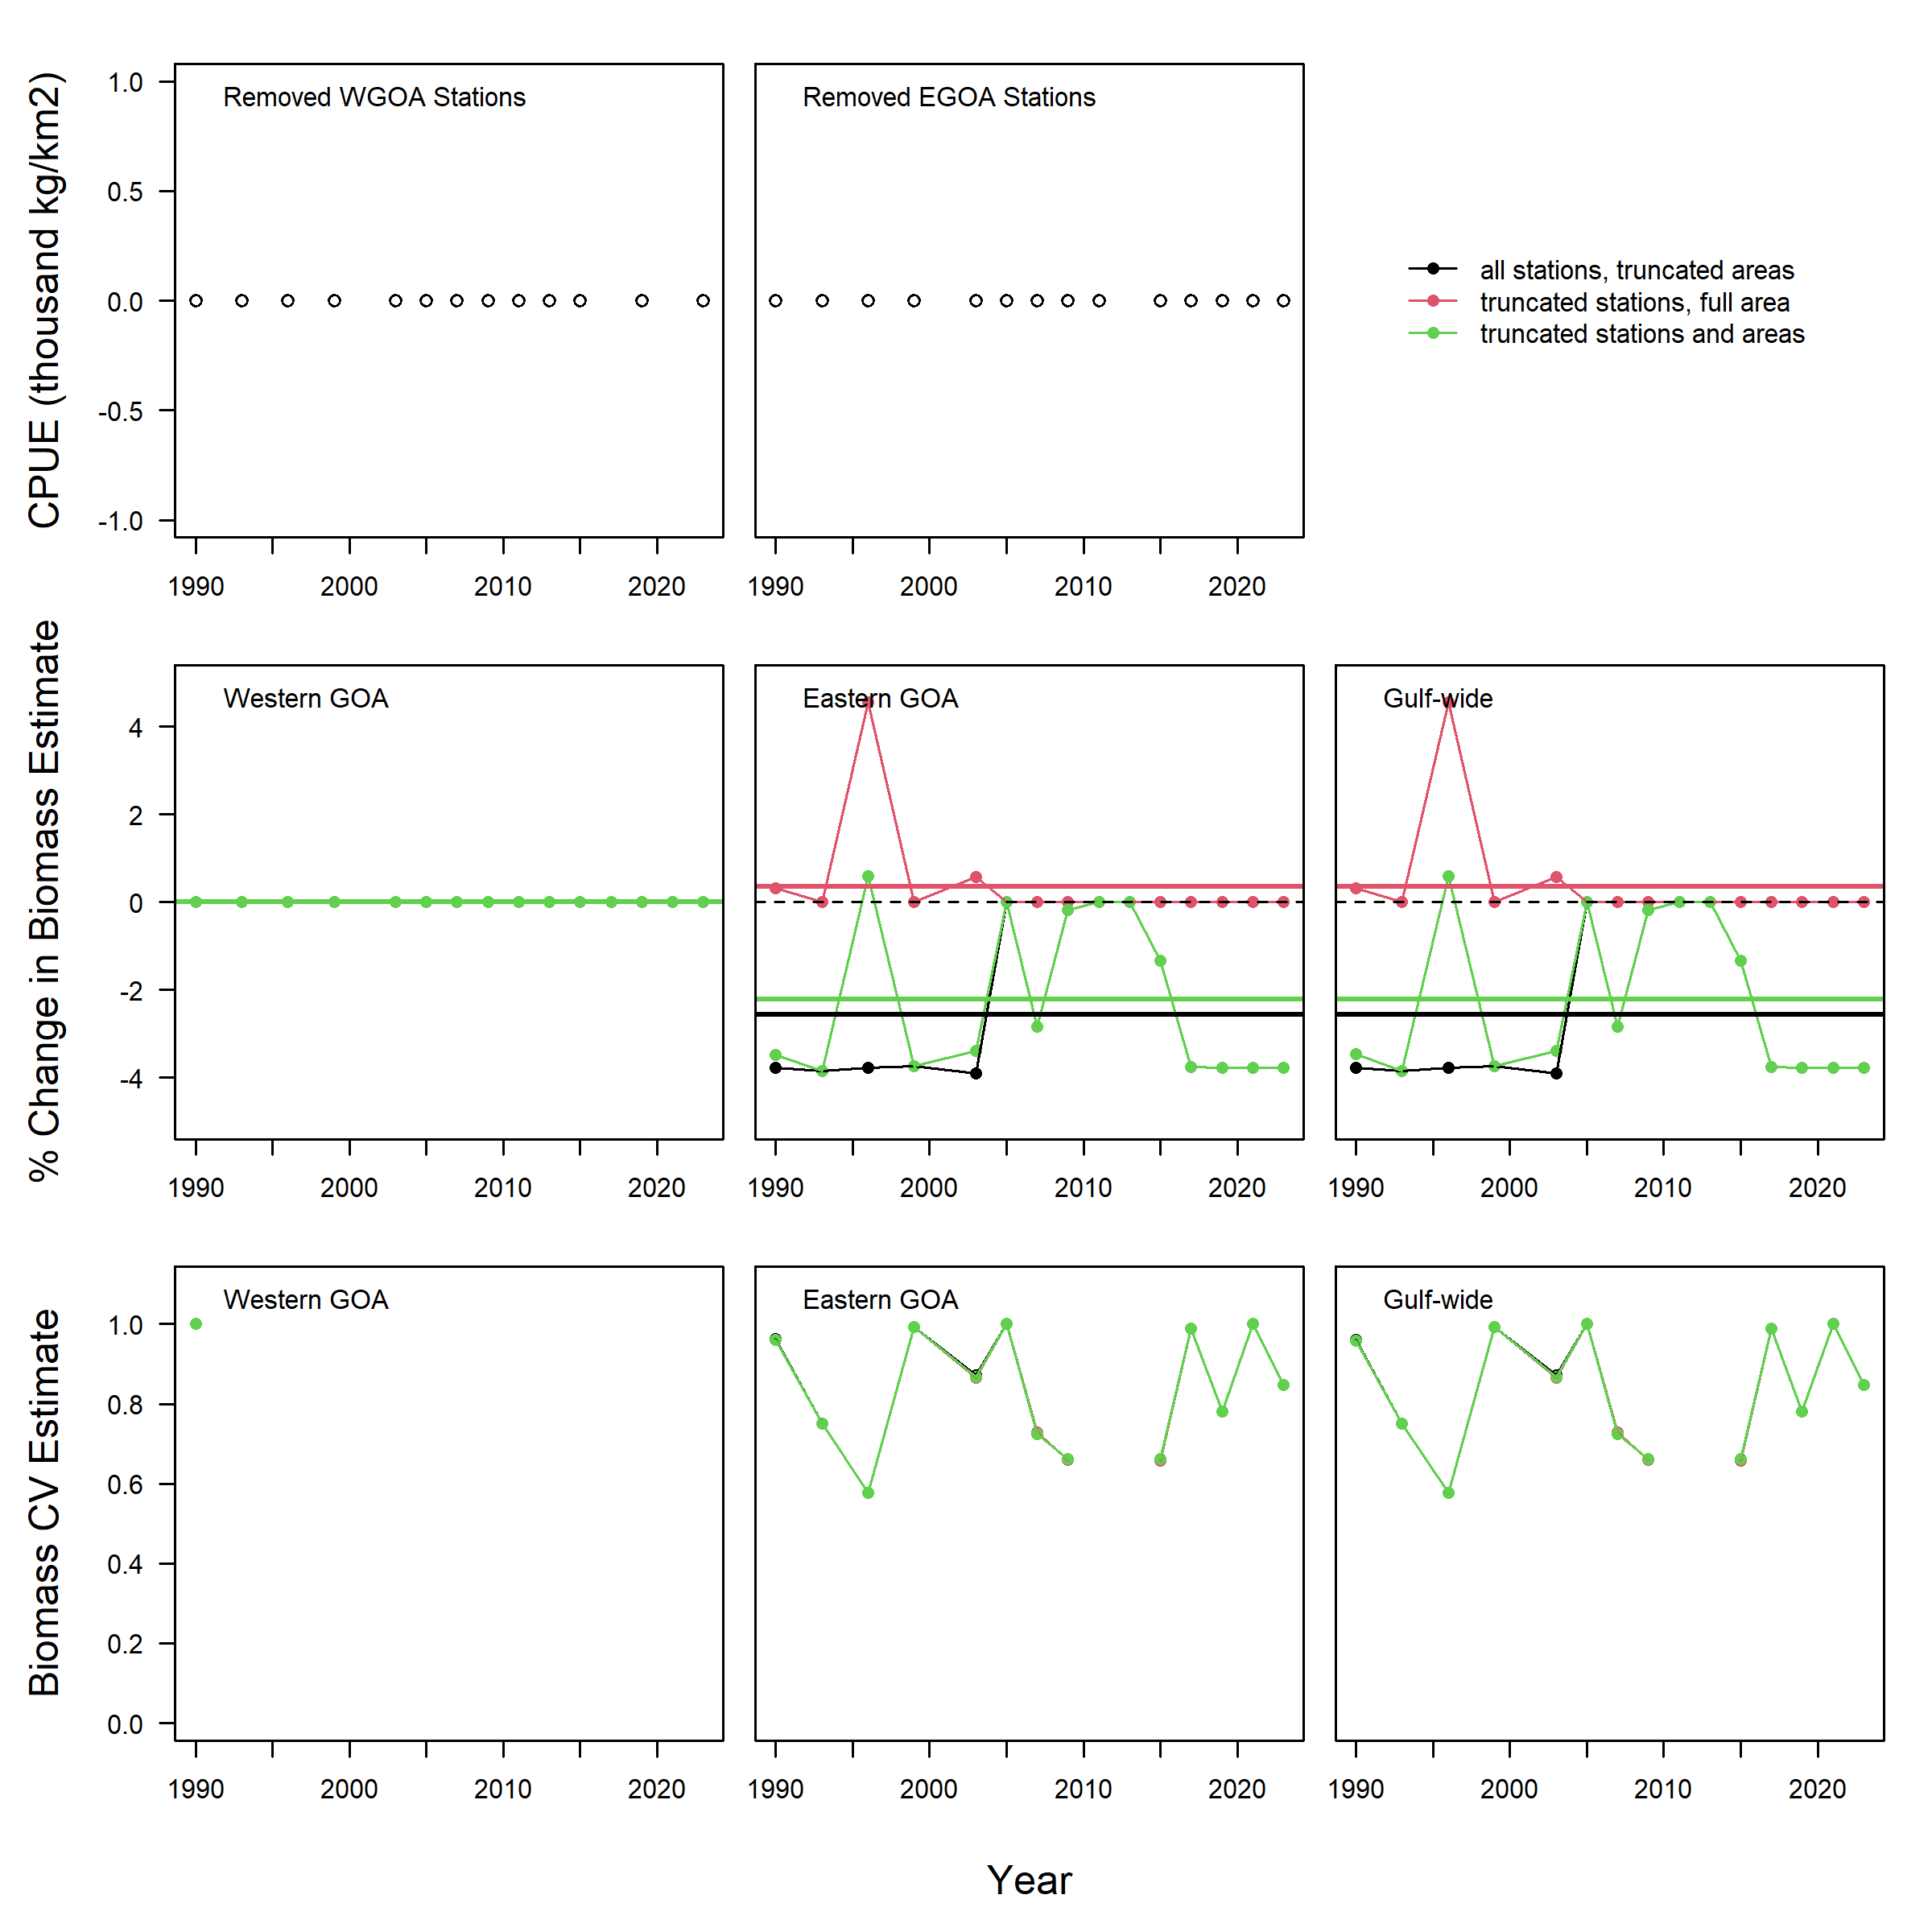 CPUE (thousand kg/km2)
1.0
0.5
0.0
-0.5
-1.0
Removed WGOA Stations
1990 2000 2010 2020
Removed EGOA Stations
1990 2000 2010 2020
all stations, truncated areas
truncated stations, full area
truncated stations and areas
% Change in Biomass Estimate
4
2
0
-2
-4
Western GOA
1990 2000 2010 2020
Eastern GOA
1990 2000 2010 2020
Gulf-wide
1990 2000 2010 2020
Biomass CV Estimate
1.0
0.8
0.6
0.4
0.2
0.0
Western GOA
1990 2000 2010 2020
Eastern GOA
1990 2000 2010 2020
Gulf-wide
1990 2000 2010 2020
Year